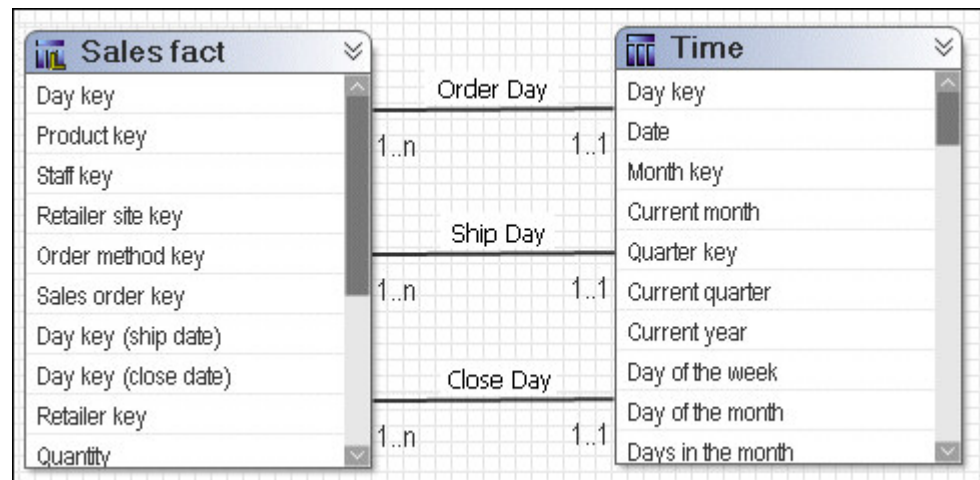 Sales fact
Day key
Product key
Staff key
Retailer site key
Order method key
Sales order key
Day key (ship date)
Day key (close date)
Retailer key
Quantity
Order Day
1..n
1..1
Ship Day
1..n
1..1
Close Day
1..n
1..1
Time
Day key
Date
Month key
Current month
Quarter key
Current quarter
Current year
Day of the week
Day of the month
Days in the month